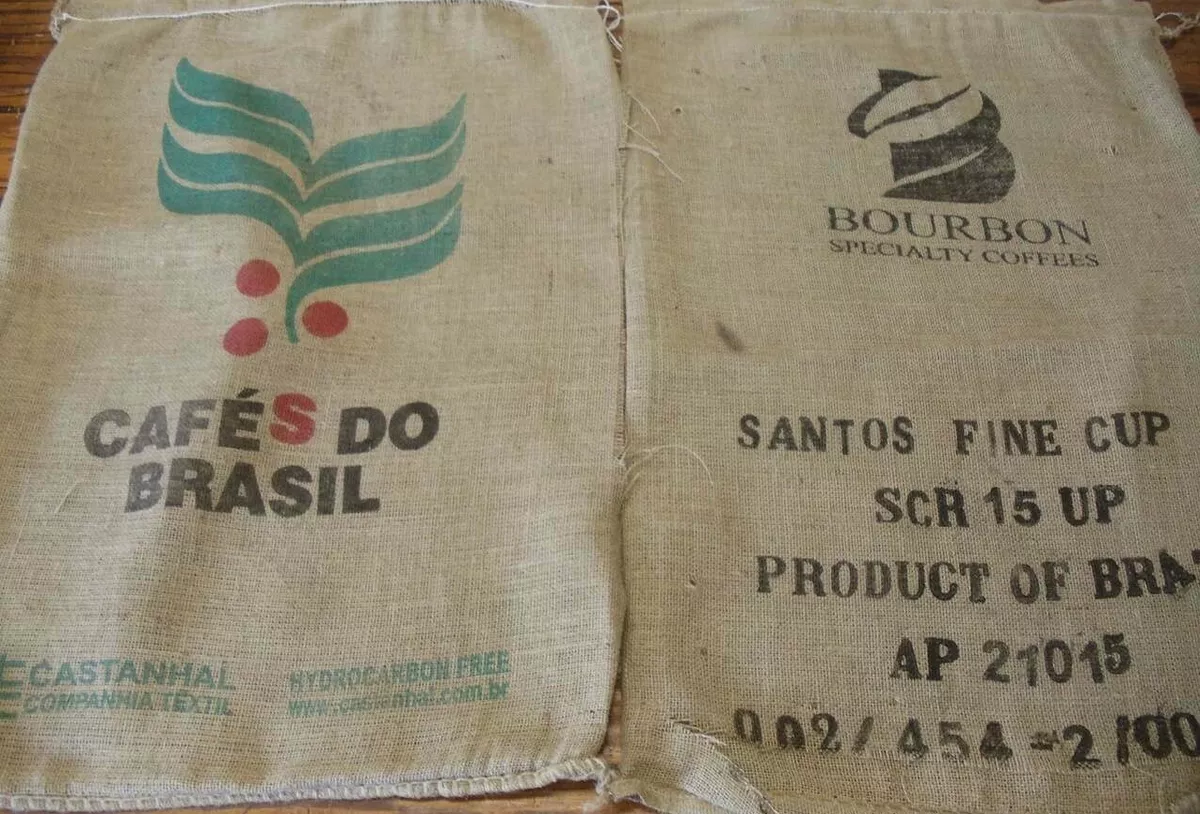 CAFÉS DO
BRASIL
CASTANHAL
COMPANHIA TEXTIL
HYDROCARBON FREE
www.castanhal.com.br
B
BOURBON
SPECIALTY COFFEES
SANTOS FINE CUP
SCR 15 UP
PRODUCT OF BRA
AP 21015
002/454-2/00